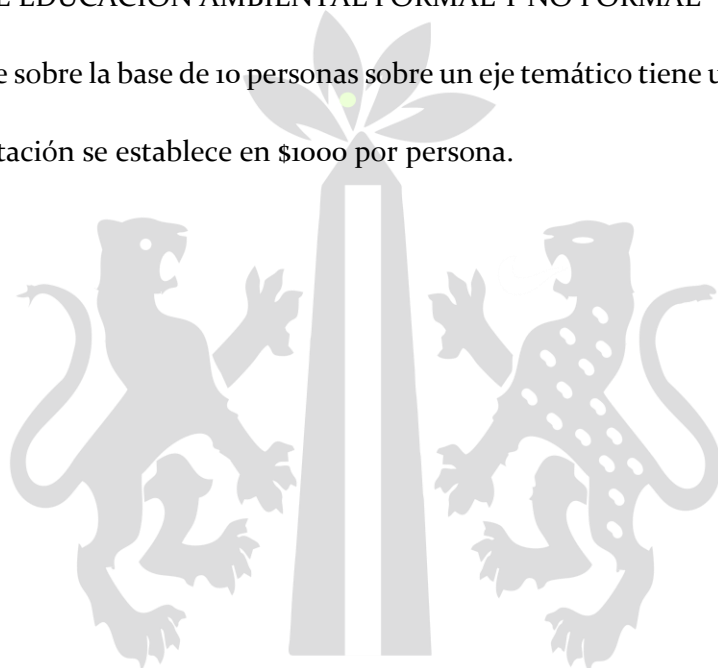 E EDUCACIÓN AMBIENTAL FORMAL Y NO FORMAL
e sobre la base de 10 personas sobre un eje temático tiene u
tación se establece en $1000 por persona.